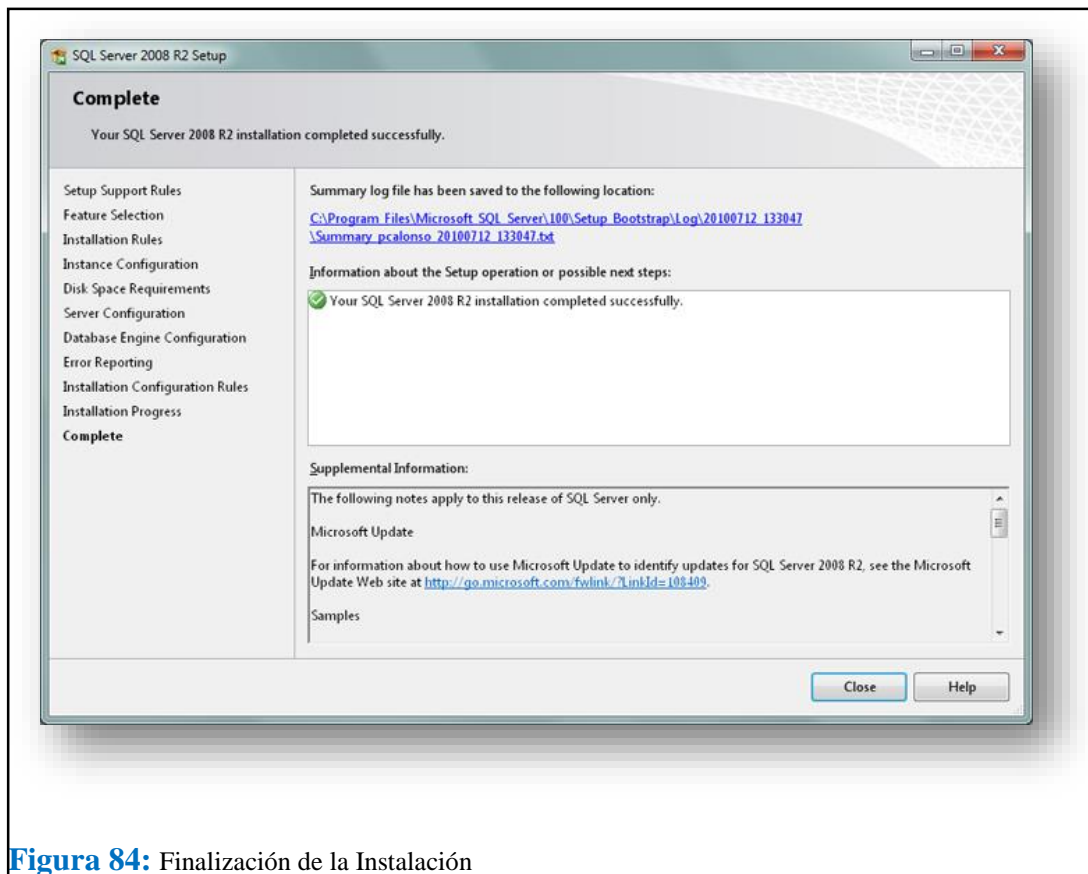 SQL Server 2008 R2 Setup
Complete
Your SQL Server 2008 R2 installation completed successfully.
Setup Support Rules
Feature Selection
Installation Rules
Instance Configuration
Disk Space Requirements
Server Configuration
Database Engine Configuration
Error Reporting
Installation Configuration Rules
Installation Progress
Complete
Summary log file has been saved to the following location:
C:\Program Files\Microsoft SQL Server\100\Setup Bootstrap\Log\20100712_133047
\Summary_pcalonso_20100712_133047.txt
Information about the Setup operation or possible next steps:
Your SQL Server 2008 R2 installation completed successfully.
Supplemental Information:
The following notes apply to this release of SQL Server only.
Microsoft Update
For information about how to use Microsoft Update to identify updates for SQL Server 2008 R2, see the Microsoft
Update Web site at http://go.microsoft.com/fwlink/?LinkId=108409.
Samples
Close
Help
Figura 84: Finalización de la Instalación